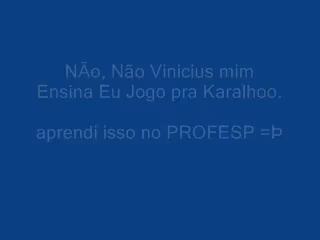 NÃo, Não Vinicius mim
Ensina Eu Jogo pra Karalhoo.
aprendi isso no PROFESP =Þ